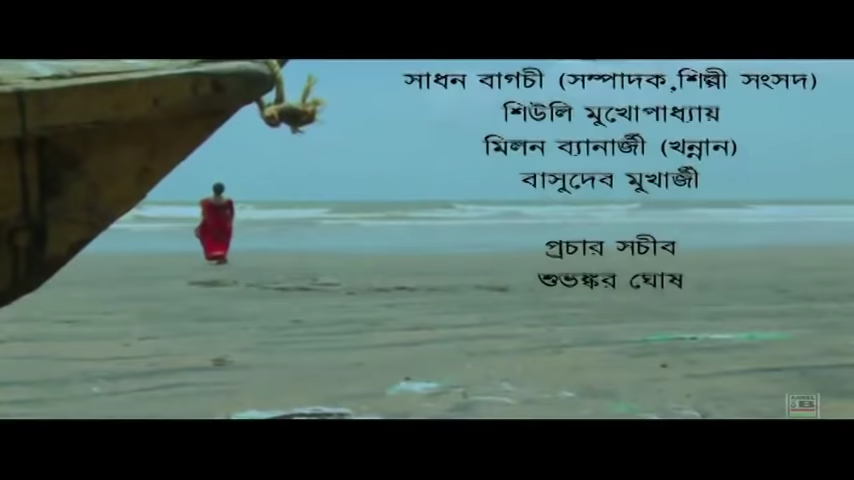 সাধন বাগচী (সম্পাদক,শিল্পী সংসদ)
শিউলি মুখোপাধ্যায়
মিলন ব্যানার্জী (খন্নান)
বাসুদেব মুখার্জী
প্রচার সচীব
শুভঙ্কর ঘোষ